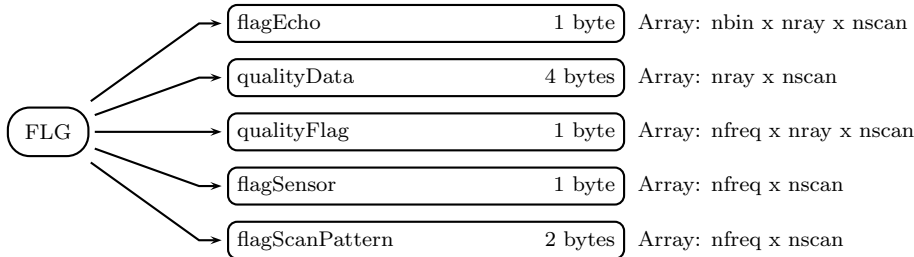 flagEcho 1 byte Array: nbin x nray x nscan
qualityData 4 bytes Array: nray x nscan
FLG
qualityFlag 1 byte Array: nfreq x nray x nscan
flagSensor 1 byte Array: nfreq x nscan
flagScanPattern 2 bytes Array: nfreq x nscan